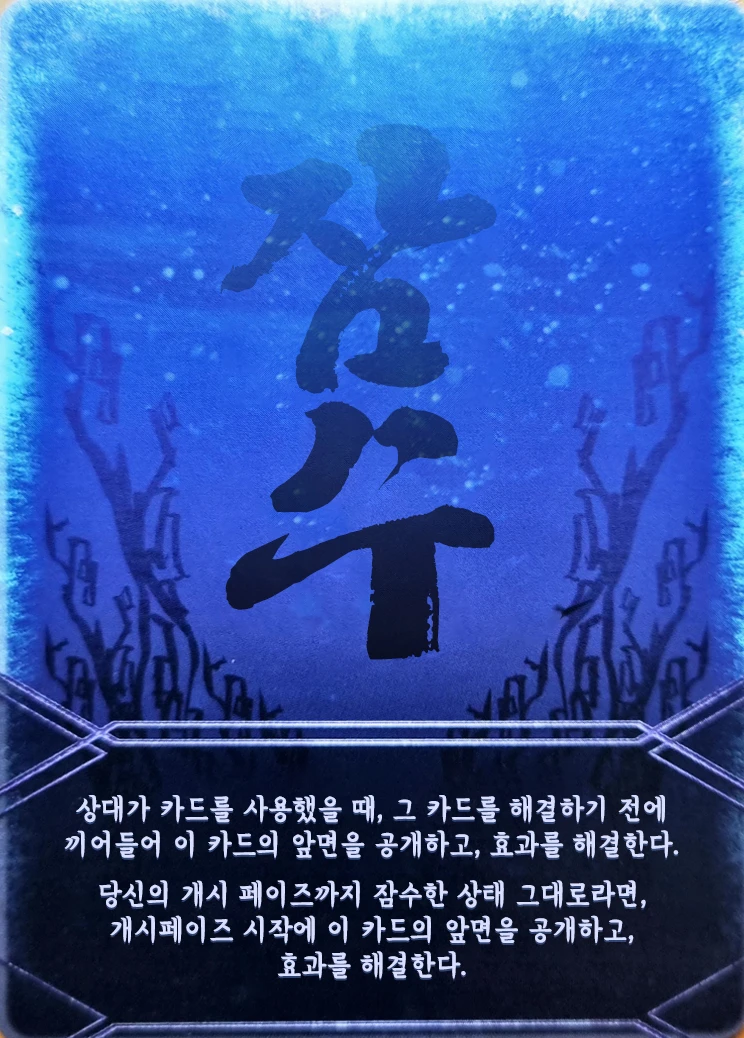 잠수
상대가 카드를 사용했을 때, 그 카드를 해결하기 전에
끼어들어 이 카드의 앞면을 공개하고, 효과를 해결한다.
당신의 개시 페이즈까지 잠수한 상태 그대로라면,
개시페이즈 시작에 이 카드의 앞면을 공개하고,
효과를 해결한다.